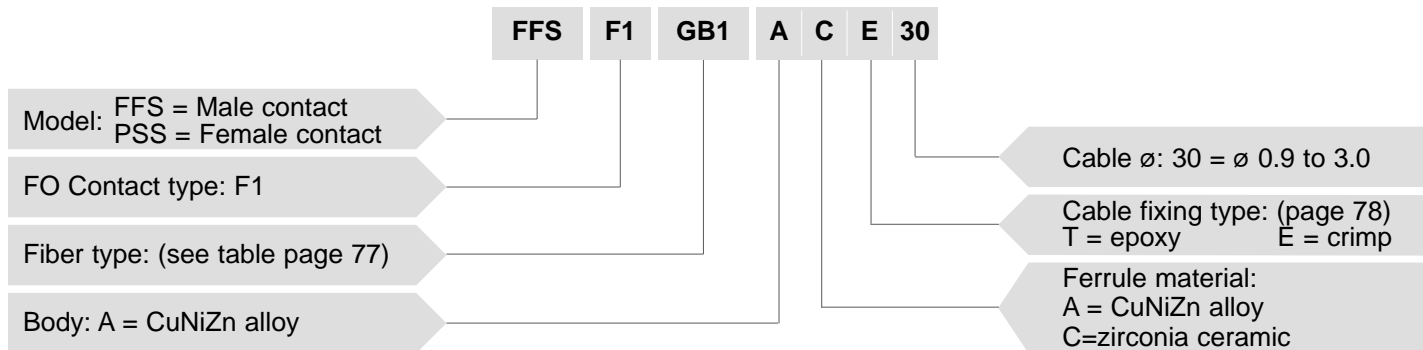 FFS F1 GB1 A C E 30
Model: FFS = Male contact
PSS = Female contact
FO Contact type: F1
Fiber type: (see table page 77)
Body: A = CuNiZn alloy
Cable ø: 30 = ø 0.9 to 3.0
Cable fixing type: (page 78)
T = epoxy E = crimp
Ferrule material:
A = CuNiZn alloy
C=zirconia ceramic